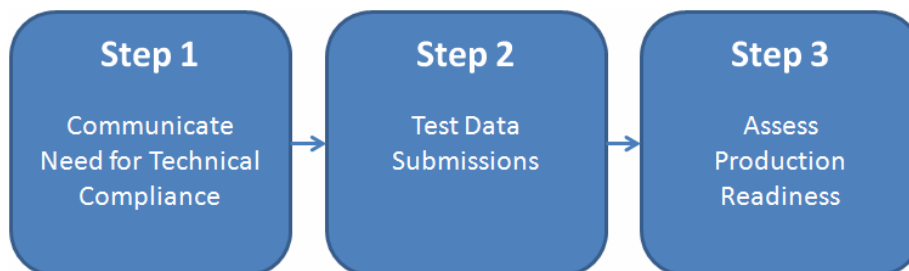 Step 1
Communicate
Need for Technical
Compliance
Step 2
Test Data
Submissions
Step 3
Assess
Production
Readiness